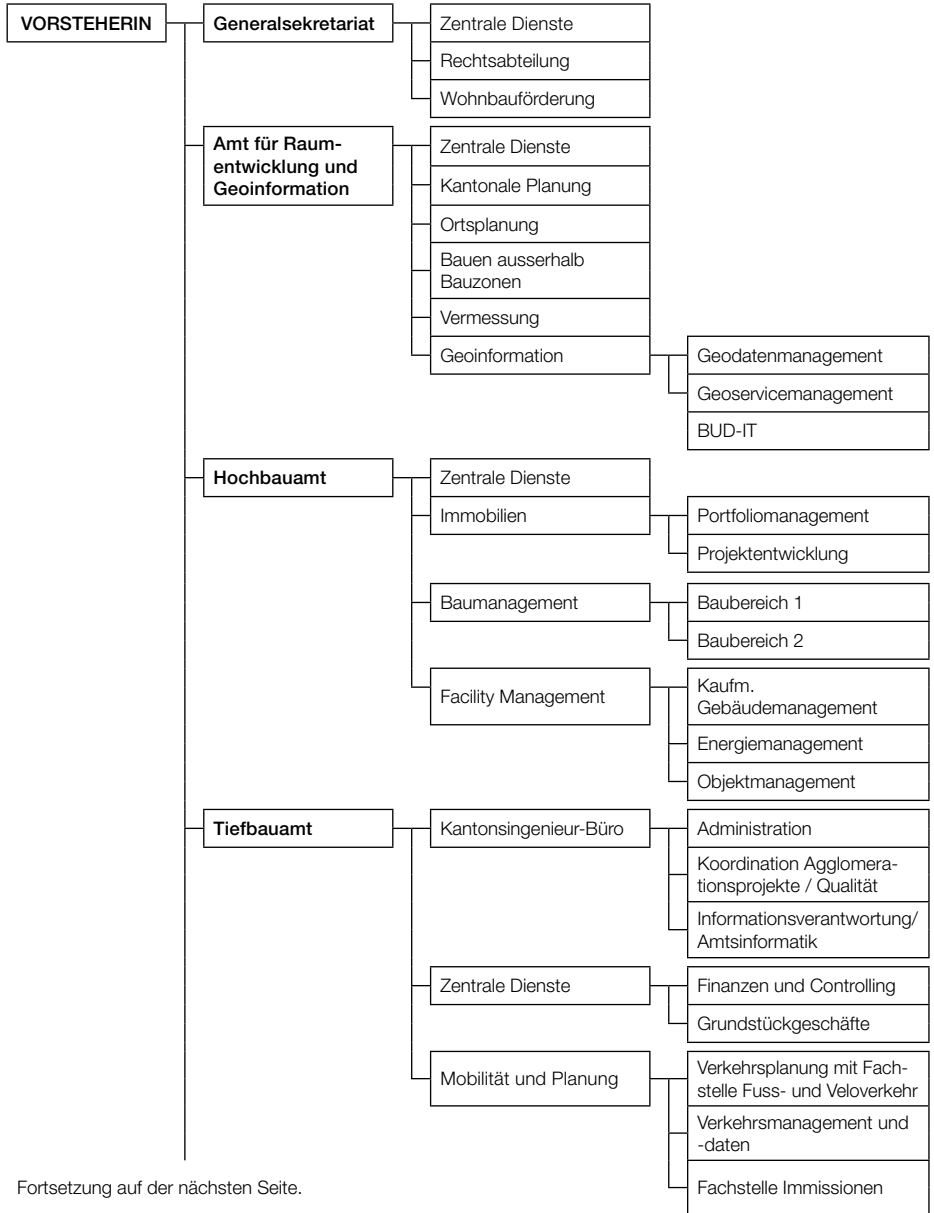 VORSTEHERIN
Generalsekretariat
Zentrale Dienste
Rechtsabteilung
Wohnbauförderung
Amt für Raum-
entwicklung und
Geoinformation
Zentrale Dienste
Kantonale Planung
Ortsplanung
Bauen ausserhalb
Bauzonen
Vermessung
Geoinformation
Geodatenmanagement
Geoservicemanagement
BUD-IT
Hochbauamt
Zentrale Dienste
Immobilien
Portfoliomanagement
Projektentwicklung
Baumanagement
Baubereich 1
Baubereich 2
Facility Management
Kaufm.
Gebäudemanagement
Energiemanagement
Objektmanagement
Tiefbauamt
Kantonsingenieur-Büro
Administration
Koordination Agglomera-
tionsprojekte / Qualität
Informationsverantwortung/
Amtsinformatik
Zentrale Dienste
Finanzen und Controlling
Grundstückgeschäfte
Mobilität und Planung
Verkehrsplanung mit Fach-
stelle Fuss- und Veloverkehr
Verkehrsmanagement und
-daten
Fachstelle Immissionen
Fortsetzung auf der nächsten Seite.